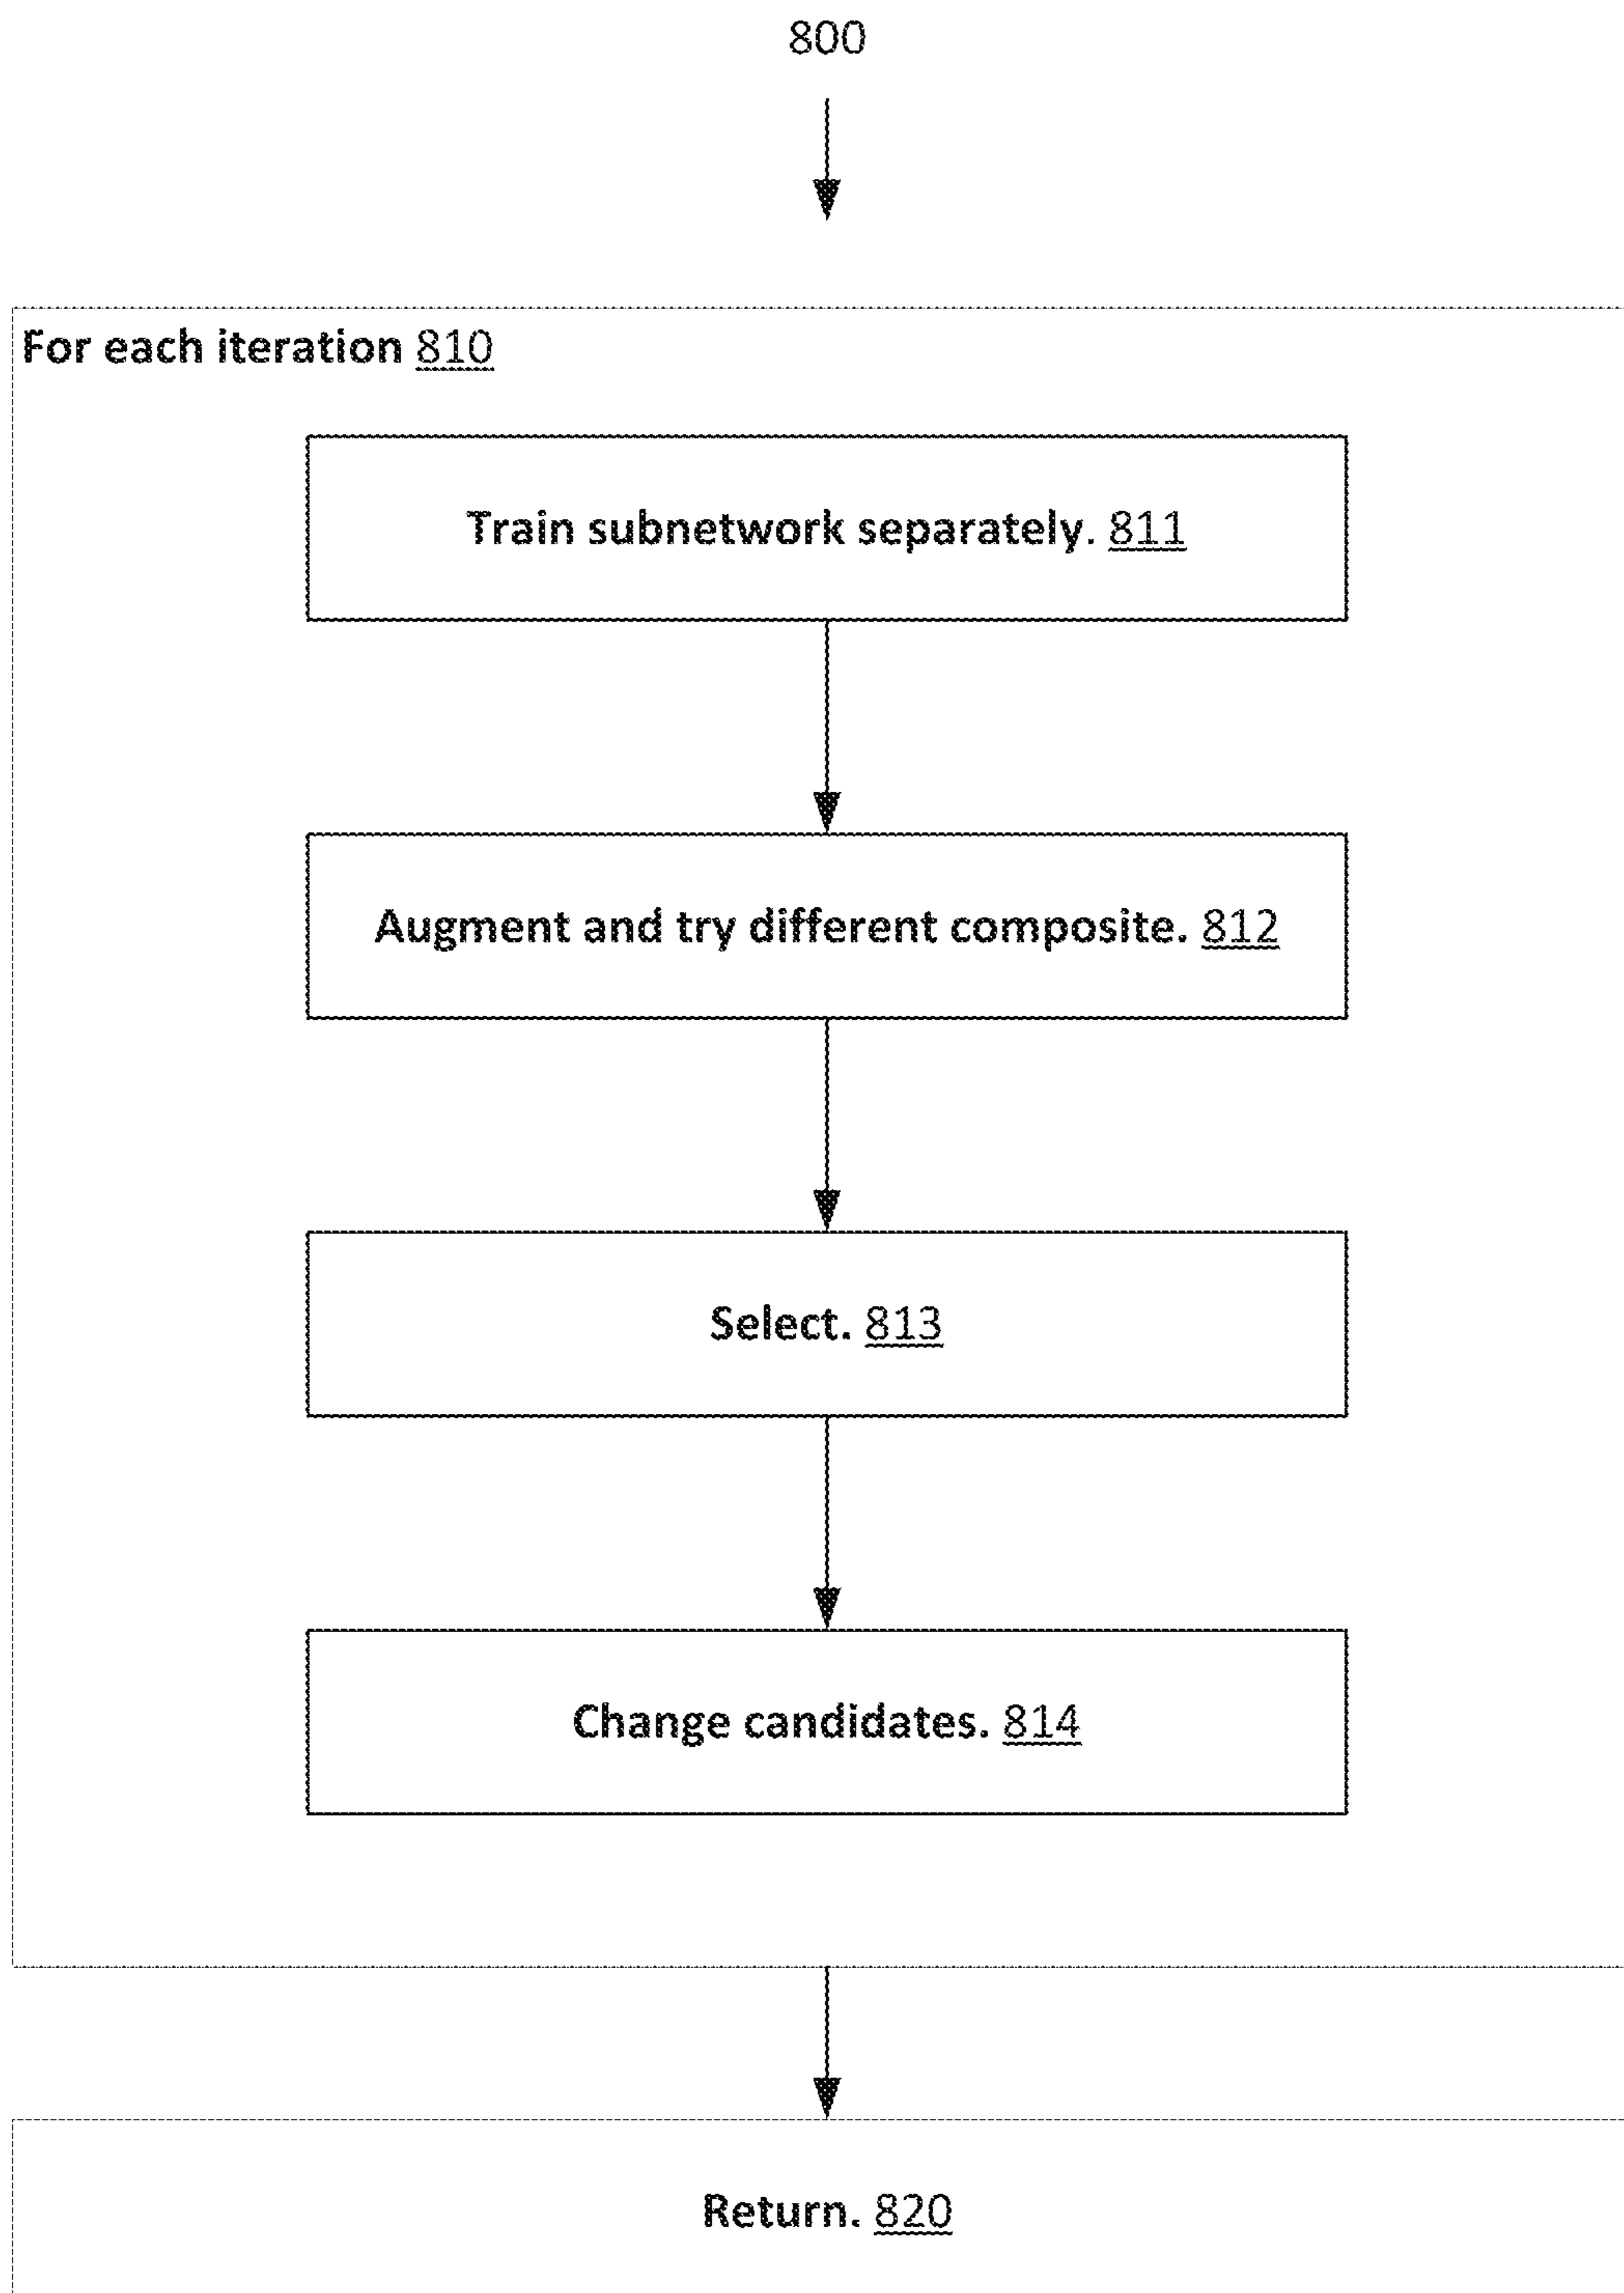 800
For each iteration 810
Train subnetwork separately. 811
Augment and try different composite. 812
Select. 813
Change candidates. 814
Return. 820